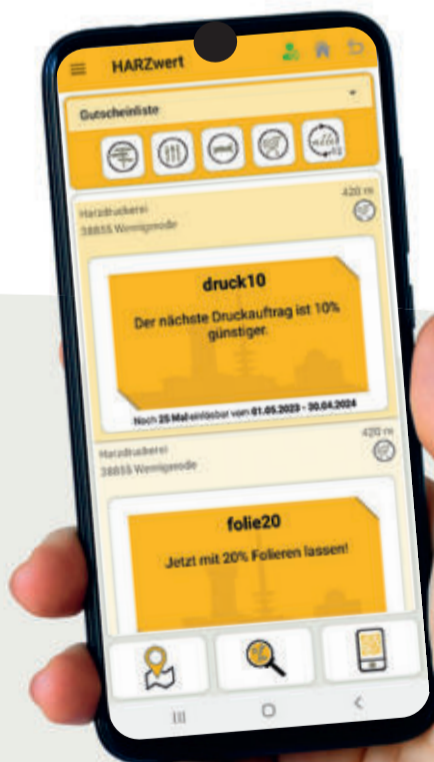 HARZwert
Gutscheinliste
Harzdruckerei
420 m
38855 Wernigerode
druck10
Der nächste Druckauftrag ist 10%
günstiger.
Noch 25 Mal einlösbar vom 01.05.2023 - 30.04.2024
Harzdruckerei
420 m
38855 Wernigerode
folie20
Jetzt mit 20% Folieren lassen!